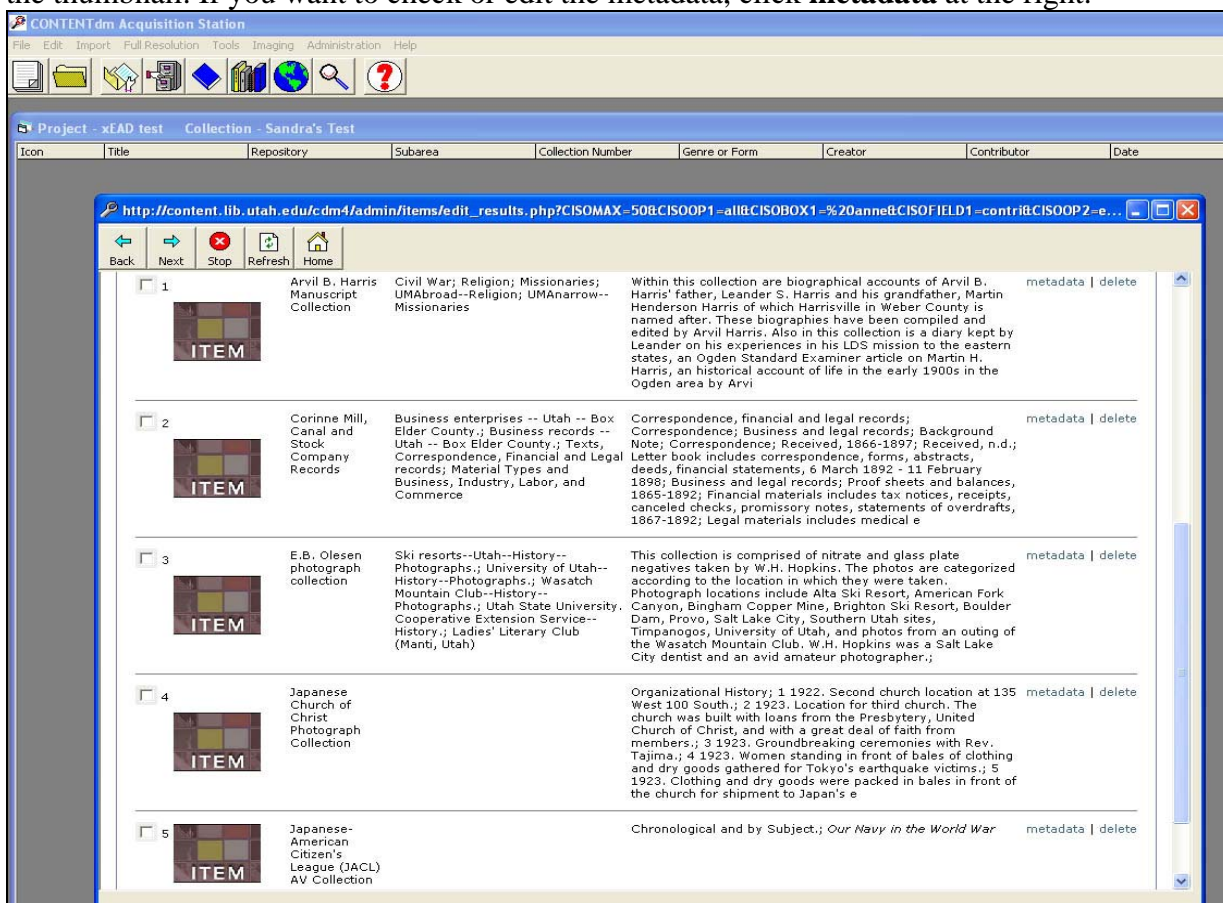 the thumbnail. If you want to check or edit the metadata, click metadata at the right.
CONTENTdm Acquisition Station
File Edit Import Full Resolution Tools Imaging Administration Help
Project - xEAD test Collection - Sandra's Test
Icon Title Repository Subarea Collection Number Genre or Form Creator Contributor Date
http://content.lib.utah.edu/cdm4/admin/items/edit_results.php?CISOMAX=50&CISOOP1=all&CISOBOX1=%20anne&CISOFIELD1=contri&CISOOP2=e...
Back Next Stop Refresh Home
1
ITEM
Arvil B. Harris
Manuscript
Collection
Civil War; Religion; Missionaries;
UMAbroad--Religion; UMAnarrow--
Missionaries
Within this collection are biographical accounts of Arvil B.
Harris' father, Leander S. Harris and his grandfather, Martin
Henderson Harris of which Harrisville in Weber County is
named after. These biographies have been compiled and
edited by Arvil Harris. Also in this collection is a diary kept by
Leander on his experiences in his LDS mission to the eastern
states, an Ogden Standard Examiner article on Martin H.
Harris, an historical account of life in the early 1900s in the
Ogden area by Arvi
metadata | delete
2
ITEM
Corinne Mill,
Canal and
Stock
Company
Records
Business enterprises -- Utah -- Box
Elder County.; Business records --
Utah -- Box Elder County.; Texts,
Correspondence, Financial and Legal
records; Material Types and
Business, Industry, Labor, and
Commerce
Correspondence, financial and legal records;
Correspondence; Business and legal records; Background
Note; Correspondence; Received, 1866-1897; Received, n.d.;
Letter book includes correspondence, forms, abstracts,
deeds, financial statements, 6 March 1892 - 11 February
1898; Business and legal records; Proof sheets and balances,
1865-1892; Financial materials includes tax notices, receipts,
canceled checks, promissory notes, statements of overdrafts,
1867-1892; Legal materials includes medical e
metadata | delete
3
ITEM
E.B. Olesen
photograph
collection
Ski resorts--Utah--History--
Photographs.; University of Utah--
History--Photographs.; Wasatch
Mountain Club--History--
Photographs.; Utah State University.
Cooperative Extension Service--
History.; Ladies' Literary Club
(Manti, Utah)
This collection is comprised of nitrate and glass plate
negatives taken by W.H. Hopkins. The photos are categorized
according to the location in which they were taken.
Photograph locations include Alta Ski Resort, American Fork
Canyon, Bingham Copper Mine, Brighton Ski Resort, Boulder
Dam, Provo, Salt Lake City, Southern Utah sites,
Timpanogos, University of Utah, and photos from an outing of
the Wasatch Mountain Club. W.H. Hopkins was a Salt Lake
City dentist and an avid amateur photographer.;
metadata | delete
4
ITEM
Japanese
Church of
Christ
Photograph
Collection
Organizational History; 1 1922. Second church location at 135
West 100 South.; 2 1923. Location for third church. The
church was built with loans from the Presbytery, United
Church of Christ, and with a great deal of faith from
members.; 3 1923. Groundbreaking ceremonies with Rev.
Tajima.; 4 1923. Women standing in front of bales of clothing
and dry goods gathered for Tokyo's earthquake victims.; 5
1923. Clothing and dry goods were packed in bales in front of
the church for shipment to Japan's e
metadata | delete
5
ITEM
Japanese-
American
Citizen's
League (JACL)
AV Collection
Chronological and by Subject.; Our Navy in the World War
metadata | delete